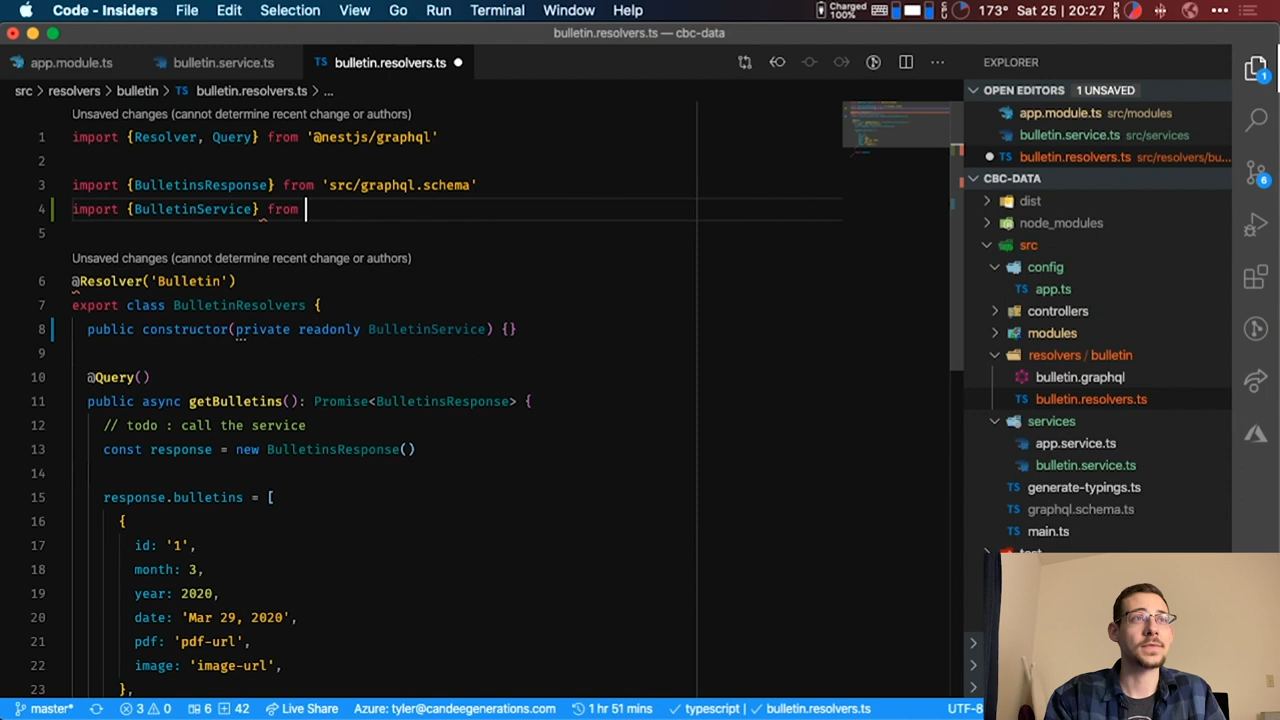 Code - Insiders File Edit Selection View Go Run Terminal Window Help Charged 100% 173° Sat 25 20:27
bulletin.resolvers.ts — cbc-data
app.module.ts bulletin.service.ts TS bulletin.resolvers.ts
src resolvers bulletin TS bulletin.resolvers.ts ...
Unsaved changes (cannot determine recent change or authors)
1 import {Resolver, Query} from '@nestjs/graphql'
2
3 import {BulletinsResponse} from 'src/graphql.schema'
4 import {BulletinService} from
5
Unsaved changes (cannot determine recent change or authors)
6 @Resolver('Bulletin')
7 export class BulletinResolvers {
8 public constructor(private readonly BulletinService) {}
9
10 @Query()
11 public async getBulletins(): Promise<BulletinsResponse> {
12 // todo : call the service
13 const response = new BulletinsResponse()
14
15 response.bulletins = [
16 {
17 id: '1',
18 month: 3,
19 year: 2020,
20 date: 'Mar 29, 2020',
21 pdf: 'pdf-url',
22 image: 'image-url',
23 },
EXPLORER
OPEN EDITORS 1 UNSAVED
app.module.ts src/modules
bulletin.service.ts src/services
TS bulletin.resolvers.ts src/resolvers/bu...
CBC-DATA
dist
node_modules
src
config
TS app.ts
controllers
modules
resolvers / bulletin
bulletin.graphql
TS bulletin.resolvers.ts
services
app.service.ts
bulletin.service.ts
TS generate-typings.ts
TS graphql.schema.ts
TS main.ts
1
6
master* 3 0 6 42 Live Share Azure: tyler@candeegenerations.com 1 hr 51 mins typescript | bulletin.resolvers.ts UTF-8